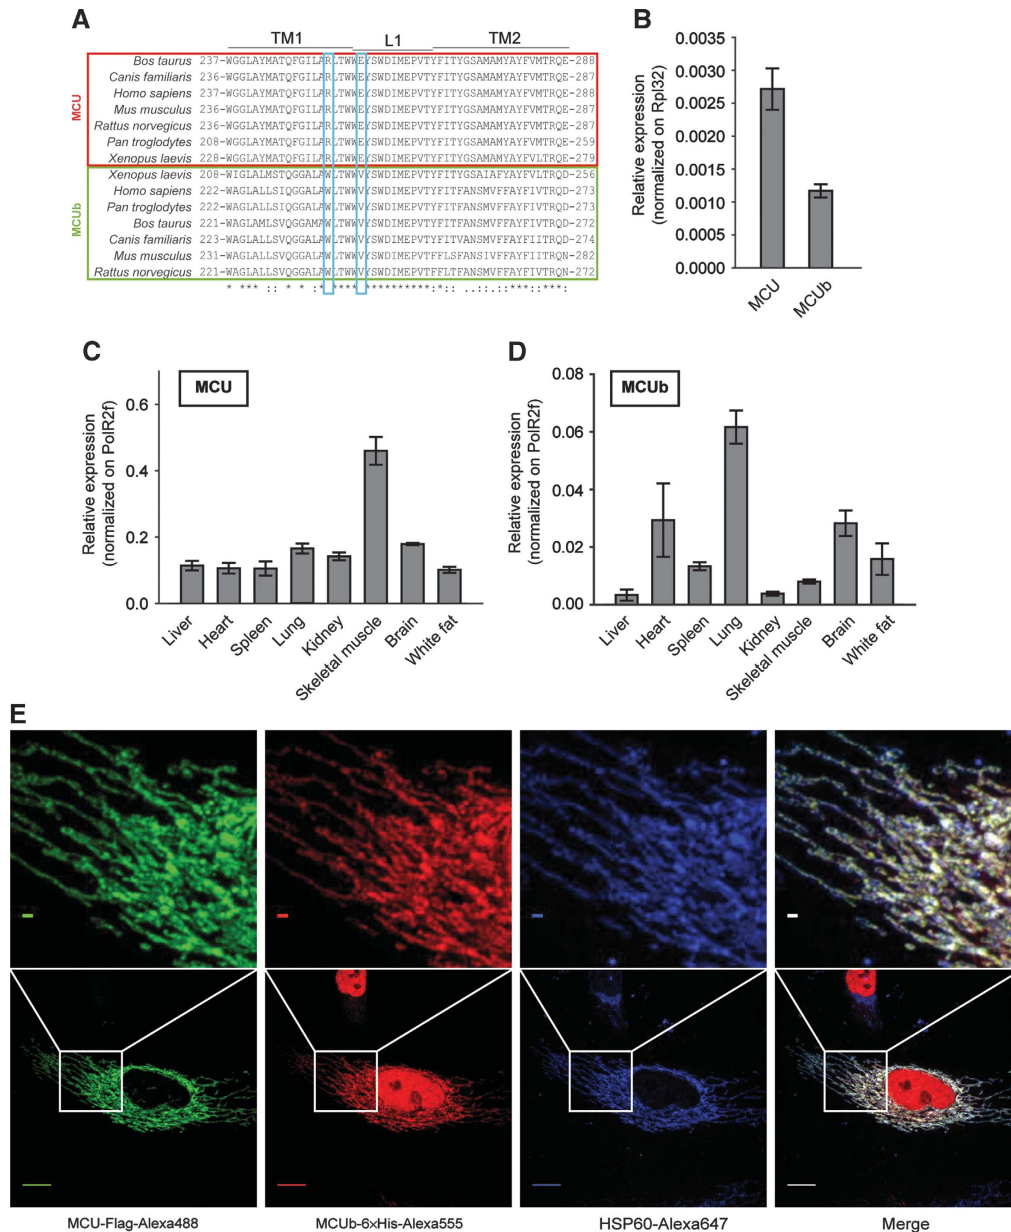 A
TM1 L1 TM2
MCU
Bos taurus 237-WGGLAYMATQFGILARLTWWEYSWDIMEPVTYFITYGSAMAMYAYFVMTRQE-288
Canis familiaris 236-WGGLAYMATQFGILARLTWWEYSWDIMEPVTYFITYGSAMAMYAYFVMTRQE-287
Homo sapiens 237-WGGLAYMATQFGILARLTWWEYSWDIMEPVTYFITYGSAMAMYAYFVMTRQE-288
Mus musculus 236-WGGLAYMATQFGILARLTWWEYSWDIMEPVTYFITYGSAMAMYAYFVMTRQE-287
Rattus norvegicus 236-WGGLAYMATQFGILARLTWWEYSWDIMEPVTYFITYGSAMAMYAYFVMTRQE-287
Pan troglodytes 208-WGGLAYMATQFGILARLTWWEYSWDIMEPVTYFITYGSAMAMYAYFVMTRQE-259
Xenopus laevis 228-WGGLAYMATQFGILARLTWWEYSWDIMEPVTYFITYGSAMAMYAYFVLTRQE-279
MCUb
Xenopus laevis 208-WIGLALMSTQGGALAWLTWWVYSWDIMEPVTYFITYGSAIAFYAYFVLTRQD-256
Homo sapiens 222-WAGLALLSIQGGALAWLTWWVYSWDIMEPVTYFITFANSMVFFAYFIVTRQD-273
Pan troglodytes 222-WAGLALLSIQGGALAWLTWWVYSWDIMEPVTYFITFANSMVFFAYFIVTRQD-273
Bos taurus 221-WAGLAMLSVQGGAMAWLTWWVYSWDIMEPVTYFITFANSMVFFAYFIVTRQD-272
Canis familiaris 223-WAGLALLSVQGGALAWLTWWVYSWDIMEPVTYFITVANSMVFFAYFIITRQD-274
Mus musculus 231-WAGLALLSVQGGALAWLTWWVYSWDIMEPVTYFLSFANSIVFFAYFIITRQN-282
Rattus norvegicus 221-WAGLALLSVQGGALAWLTWWVYSWDIMEPVTYFLTFANSMVFFAYFIVTRQN-272
B
Relative expression
(normalized on Rpl32)
0.0035
0.0030
0.0025
0.0020
0.0015
0.0010
0.0005
0.0000
MCU MCUb
C
MCU
Relative expression
(normalized on PolR2f)
0.6
0.4
0.2
0.0
Liver Heart Spleen Lung Kidney Skeletal muscle Brain White fat
D
MCUb
Relative expression
(normalized on PolR2f)
0.08
0.06
0.04
0.02
0.00
Liver Heart Spleen Lung Kidney Skeletal muscle Brain White fat
E
MCU-Flag-Alexa488 MCUb-6×His-Alexa555 HSP60-Alexa647 Merge